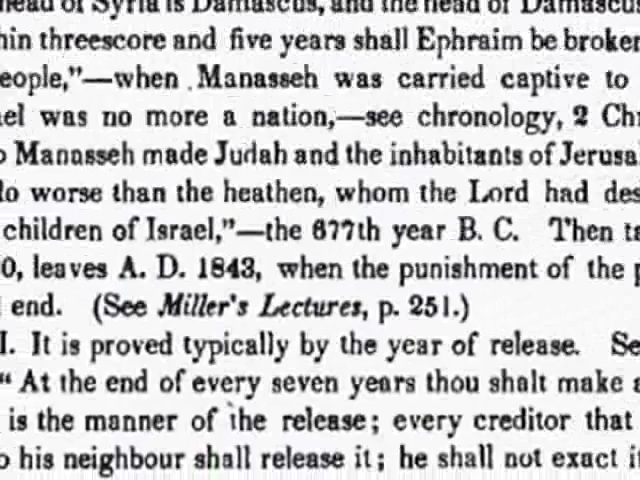 head of Syria is Damascus, and the head of Damascus
hin threescore and five years shall Ephraim be broken
eople,"—when Manasseh was carried captive to
el was no more a nation,—see chronology, 2 Chr
o Manasseh made Judah and the inhabitants of Jerusa
do worse than the heathen, whom the Lord had des
children of Israel,"—the 677th year B. C. Then ta
0, leaves A. D. 1843, when the punishment of the p
end. (See Miller's Lectures, p. 251.)
I. It is proved typically by the year of release. Se
"At the end of every seven years thou shalt make a
is the manner of the release; every creditor that
o his neighbour shall release it; he shall not exact it